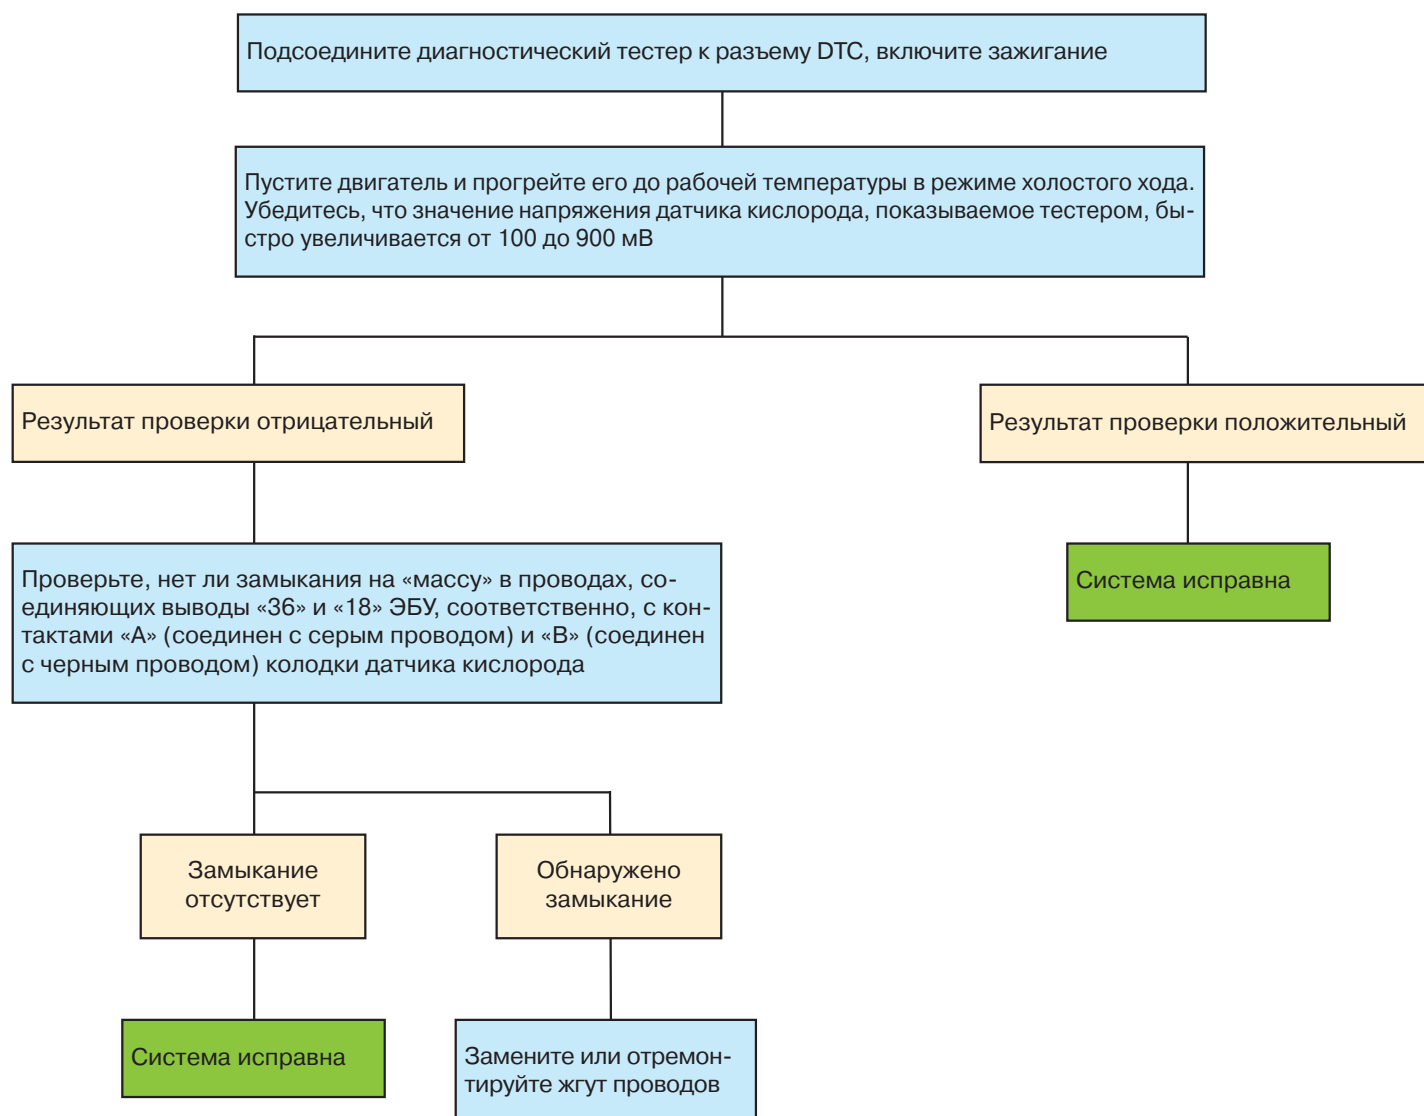 Подсоедините диагностический тестер к разъему DTC, включите зажигание
Пустите двигатель и прогрейте его до рабочей температуры в режиме холостого хода.
Убедитесь, что значение напряжения датчика кислорода, показываемое тестером, бы-
стро увеличивается от 100 до 900 мВ
Результат проверки отрицательный
Результат проверки положительный
Проверьте, нет ли замыкания на «массу» в проводах, со-
единяющих выводы «36» и «18» ЭБУ, соответственно, с кон-
тактами «А» (соединен с серым проводом) и «В» (соединен
с черным проводом) колодки датчика кислорода
Система исправна
Замыкание
отсутствует
Обнаружено
замыкание
Система исправна
Замените или отремон-
тируйте жгут проводов